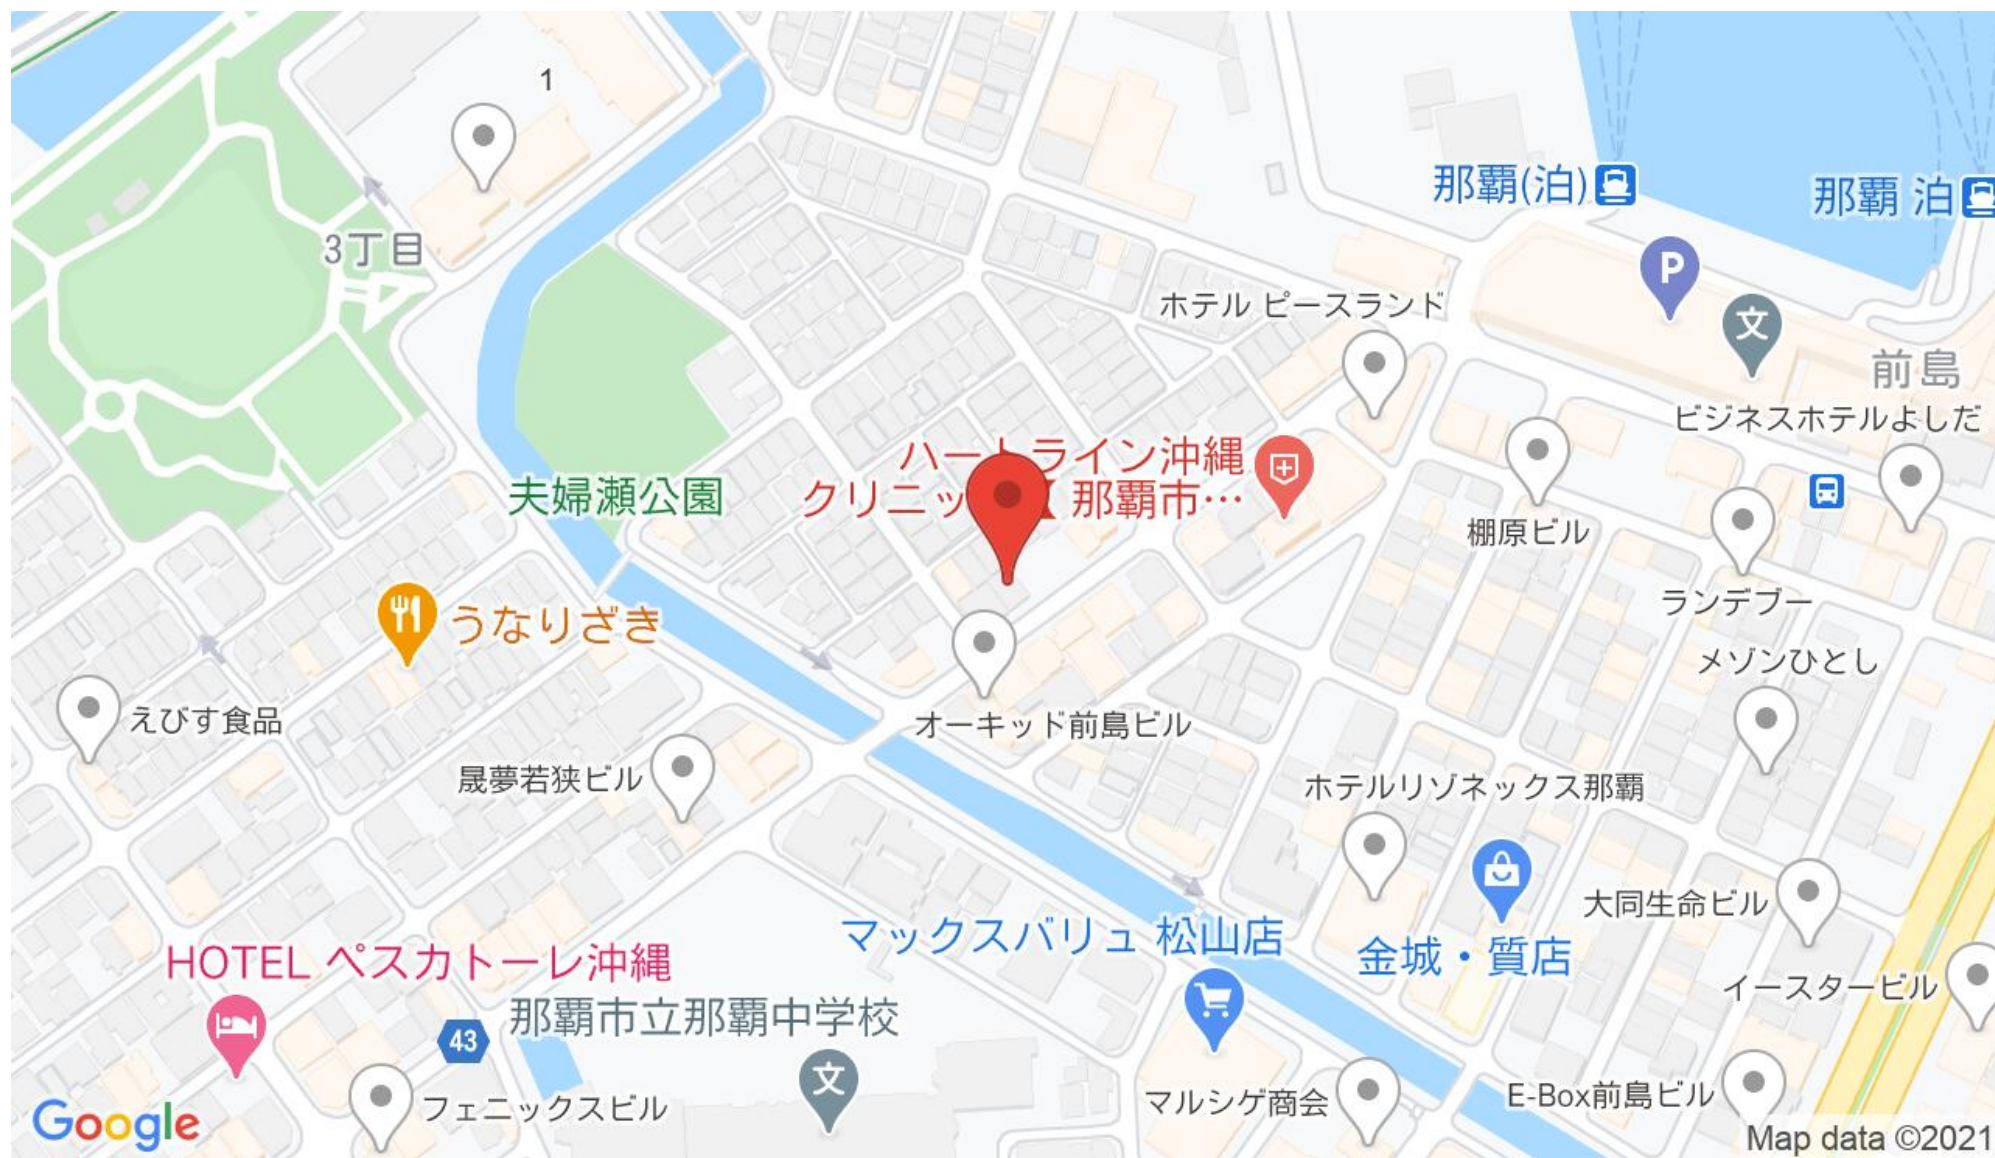 1
3丁目
那覇(泊)
那覇 泊
P
文
ホテル ピースランド
前島
ビジネスホテルよしだ
ハートライン沖縄
クリニッ
那覇市…
夫婦瀬公園
棚原ビル
ランデブー
うなりざき
メゾンひとし
えびす食品
オーキッド前島ビル
晟夢若狭ビル
ホテルリゾネックス那覇
大同生命ビル
マックスバリュ 松山店
金城・質店
HOTEL ペスカトーレ沖縄
イースタービル
那覇市立那覇中学校
43
文
E-Box前島ビル
マルシゲ商会
フェニックスビル
Google
Map data ©2021